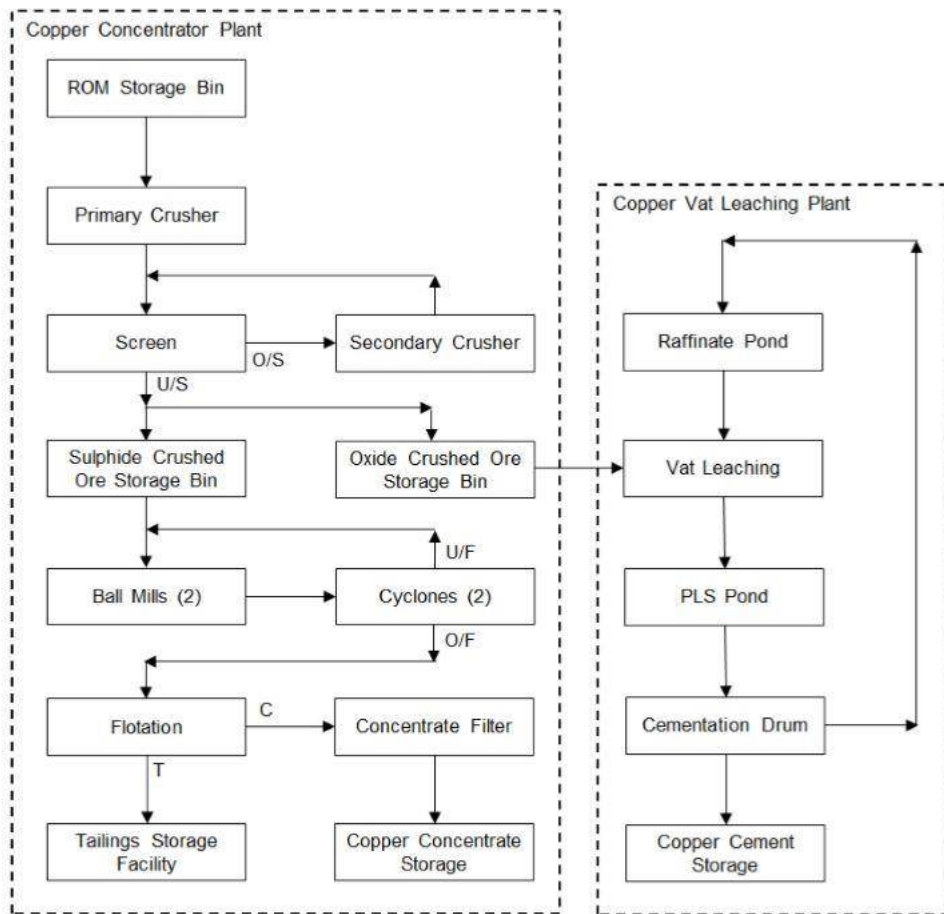 Copper Concentrator Plant
ROM Storage Bin
Primary Crusher
Screen
O/S
Secondary Crusher
U/S
Sulphide Crushed
Ore Storage Bin
Oxide Crushed Ore
Storage Bin
U/F
Ball Mills (2)
Cyclones (2)
O/F
Flotation
C
Concentrate Filter
T
Tailings Storage
Facility
Copper Concentrate
Storage
Copper Vat Leaching Plant
Raffinate Pond
Vat Leaching
PLS Pond
Cementation Drum
Copper Cement
Storage